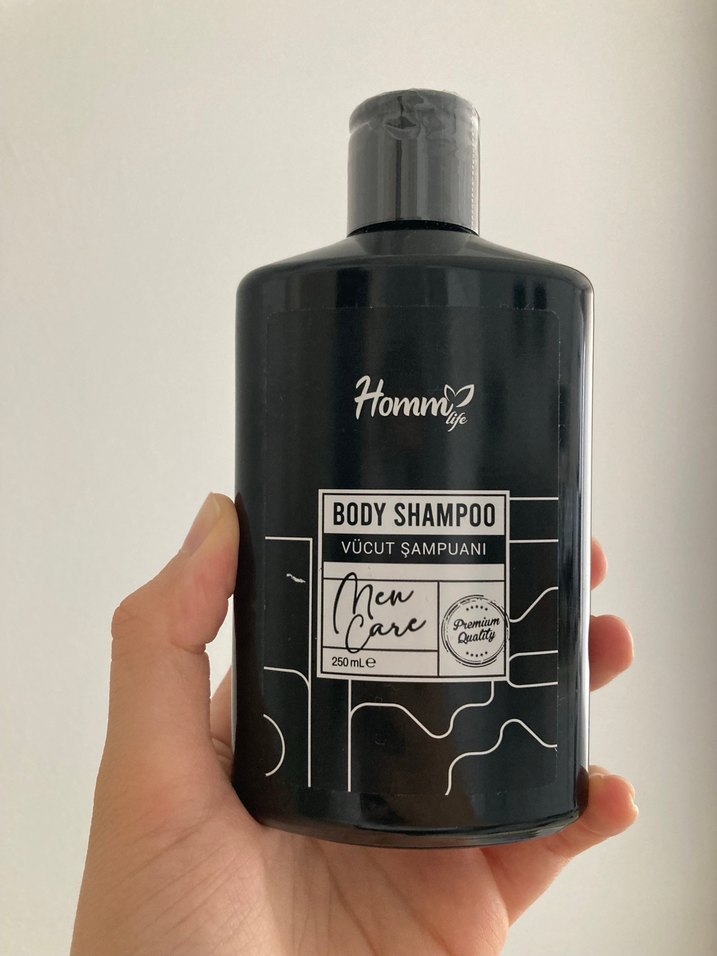 Homm
life
BODY SHAMPOO
VÜCUT ŞAMPUANI
Men
Care
Premium
Quality
250 mL ℮